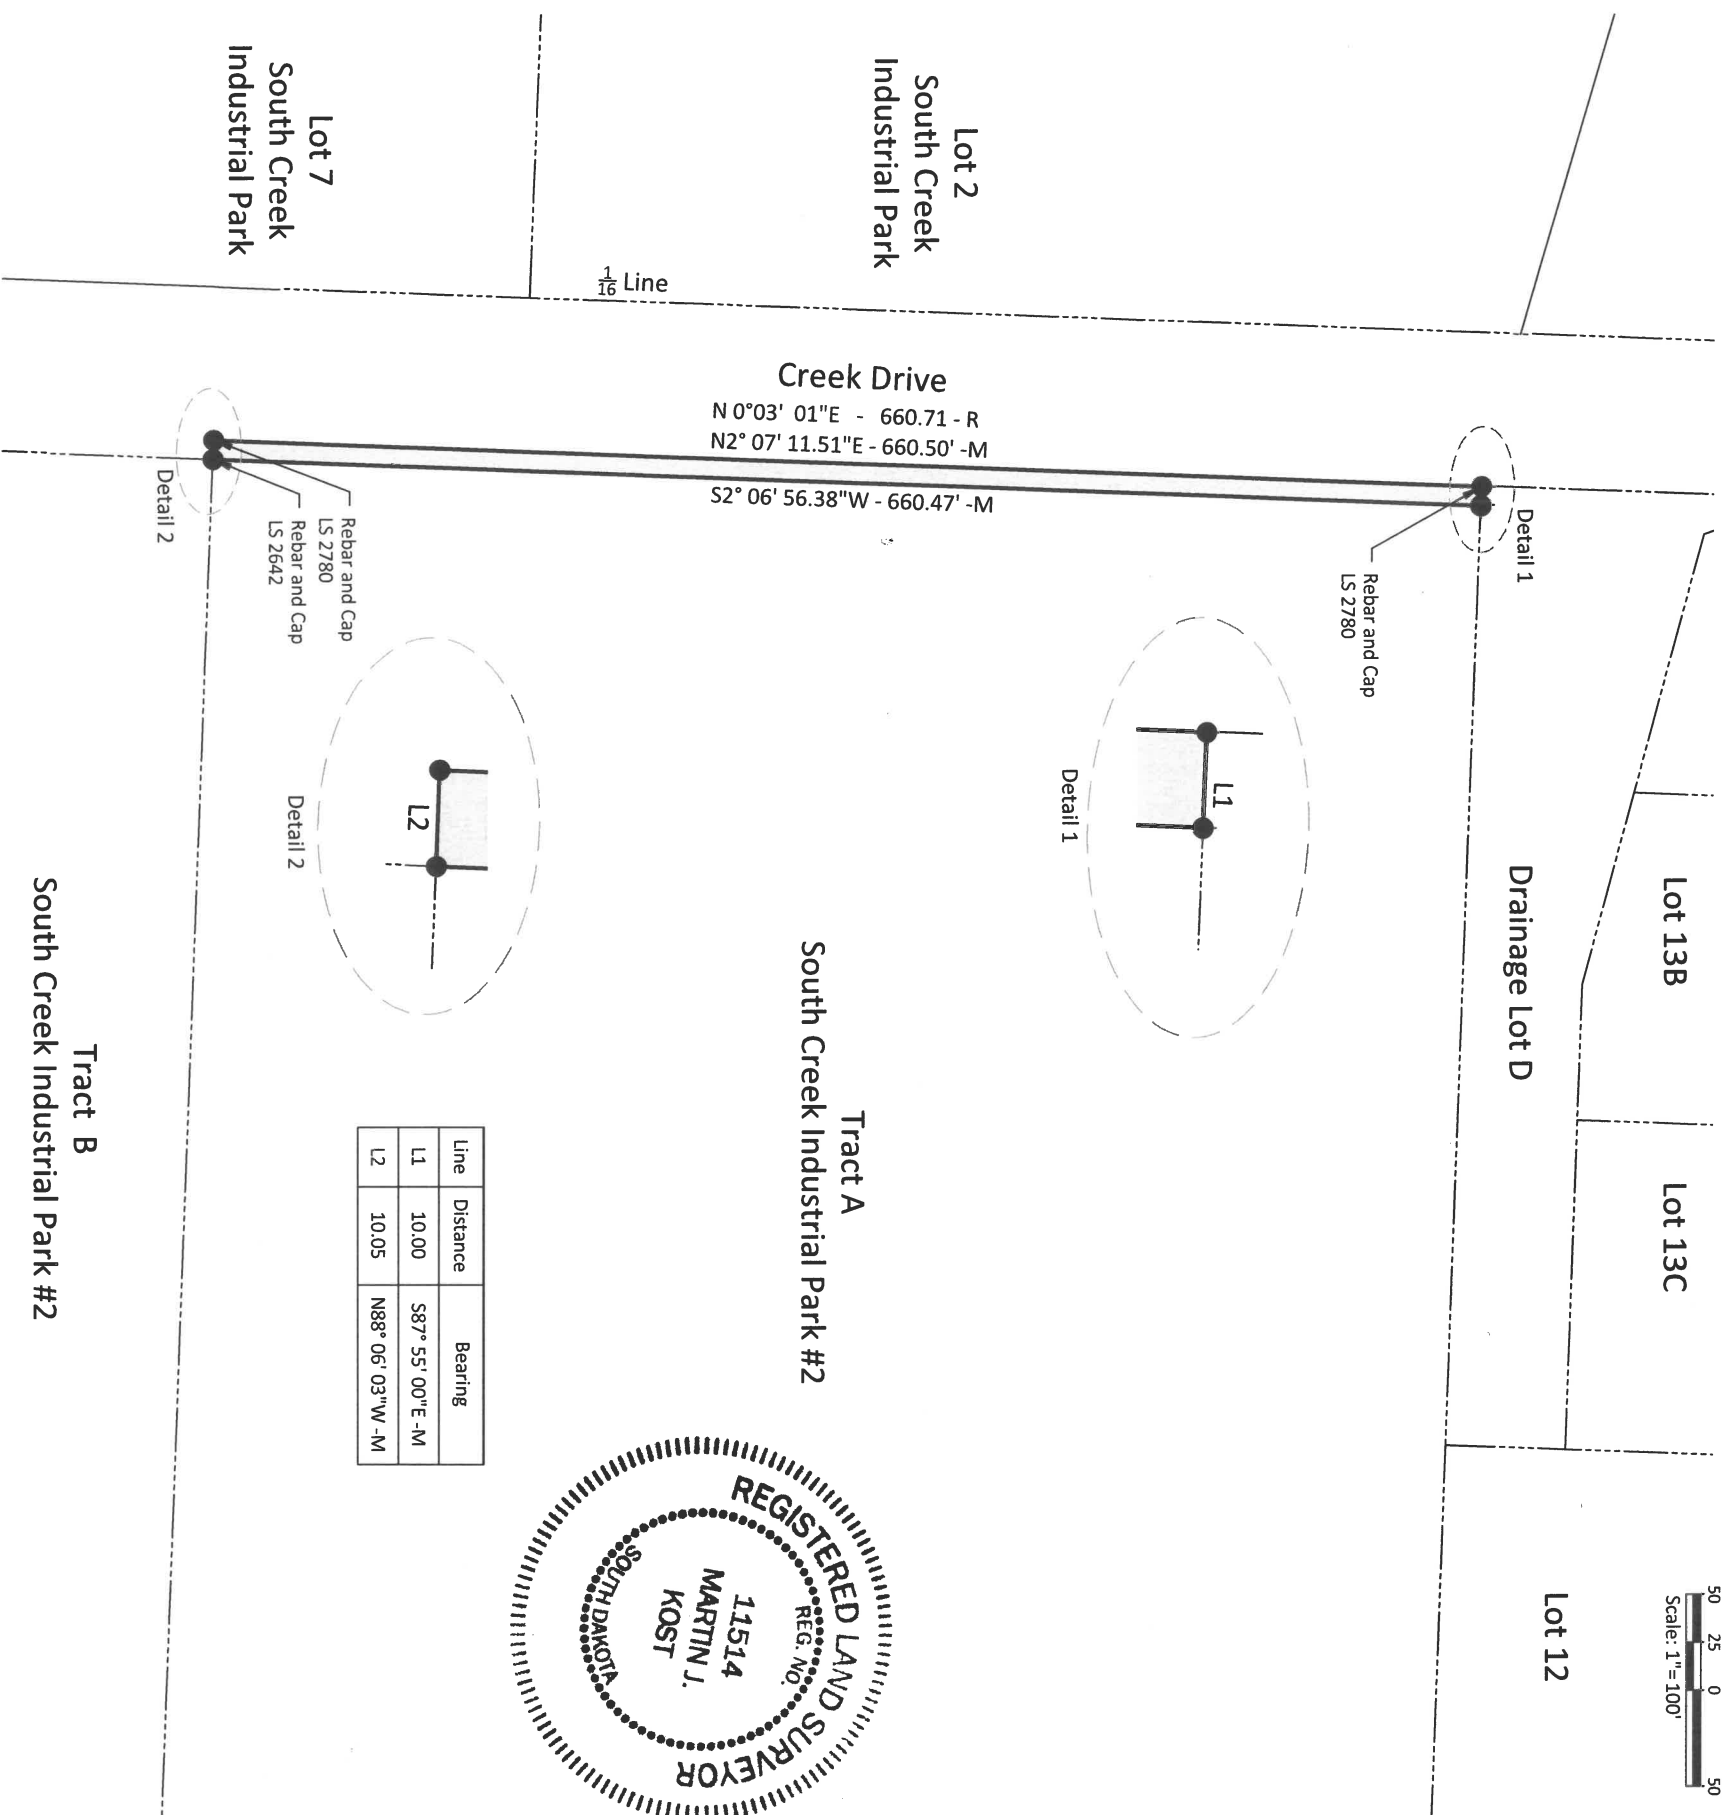 50 25 0 50
Scale: 1"=100'
Lot 13B
Lot 13C
Lot 12
Drainage Lot D
Detail 1
Rebar and Cap
LS 2780
Lot 2
South Creek
Industrial Park
L1
Detail 1
Tract A
South Creek Industrial Park #2
Creek Drive
N 0°03' 01"E - 660.71 - R
N2° 07' 11.51"E - 660.50' -M
S2° 06' 56.38"W - 660.47' -M
1/16 Line
REGISTERED LAND SURVEYOR
REG. NO.
11514
MARTIN J.
KOST
SOUTH DAKOTA
Line Distance Bearing
L1 10.00 S87° 55' 00"E -M
L2 10.05 N88° 06' 03"W -M
L2
Detail 2
Lot 7
South Creek
Industrial Park
Rebar and Cap
LS 2780
Rebar and Cap
LS 2642
Detail 2
Tract B
South Creek Industrial Park #2